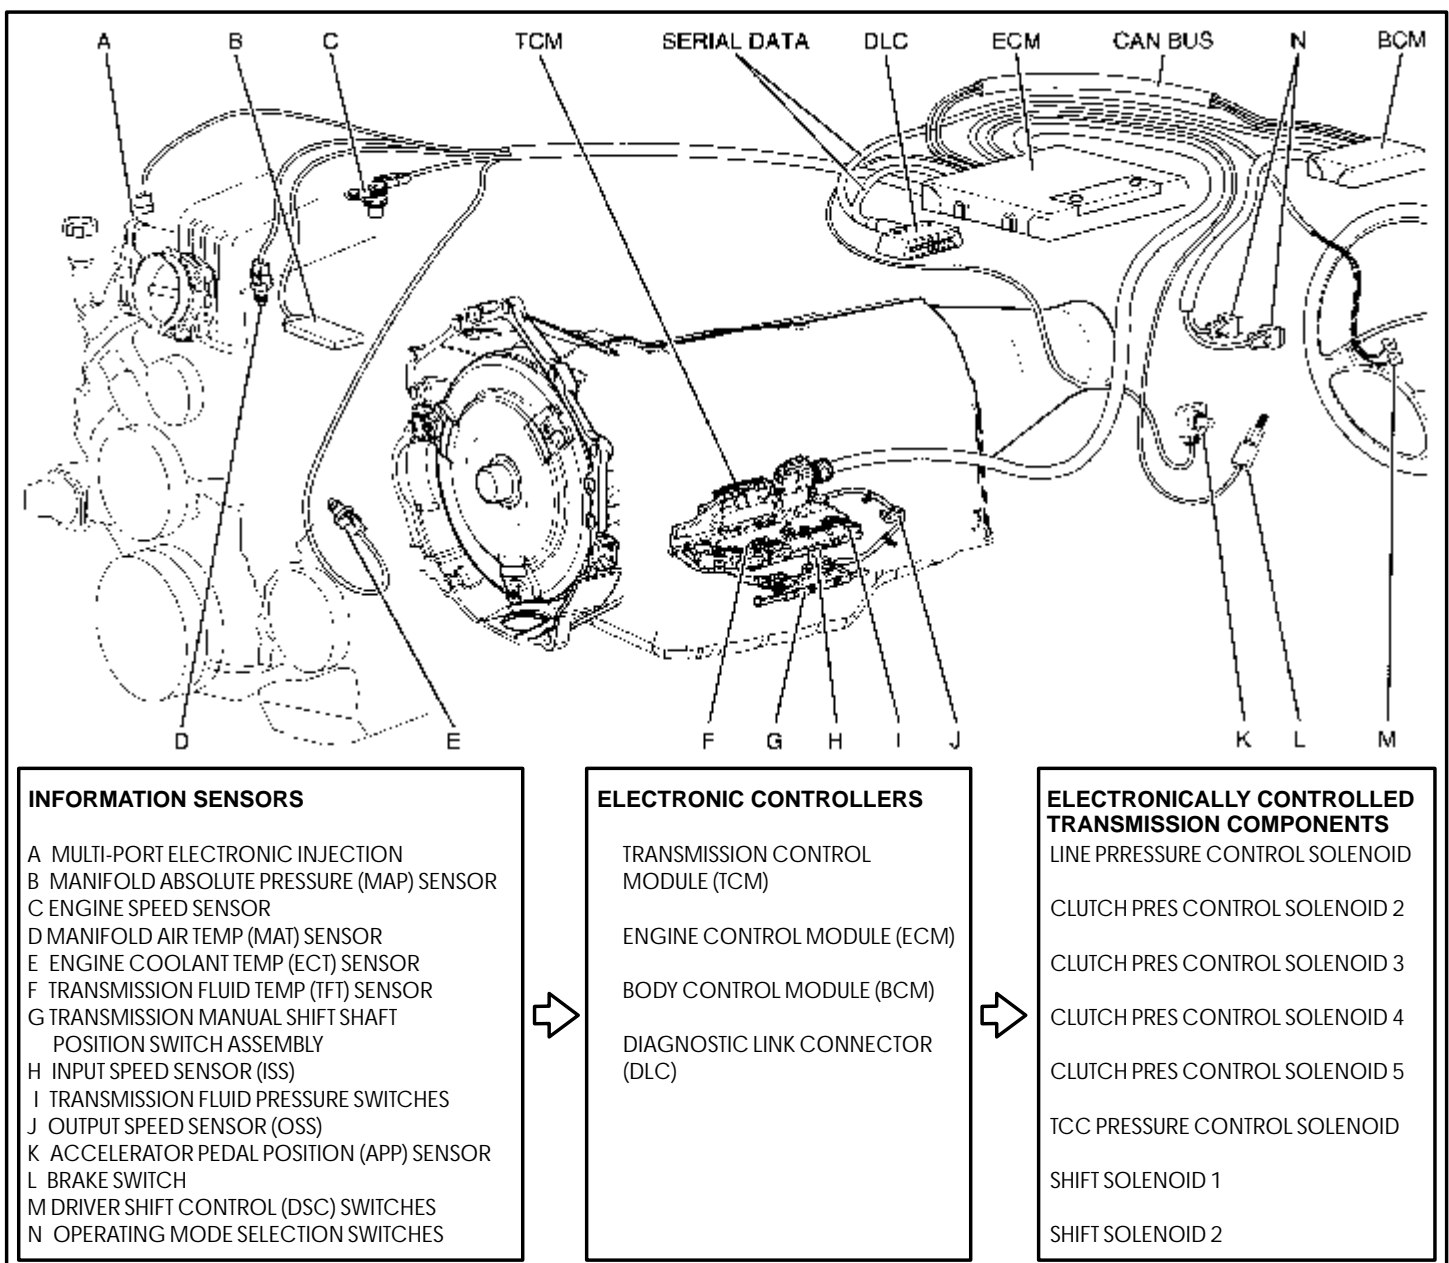 A B C TCM SERIAL DATA DLC ECM CAN BUS N BCM
D E F G H I J K L M
INFORMATION SENSORS
A MULTI-PORT ELECTRONIC INJECTION
B MANIFOLD ABSOLUTE PRESSURE (MAP) SENSOR
C ENGINE SPEED SENSOR
D MANIFOLD AIR TEMP (MAT) SENSOR
E ENGINE COOLANT TEMP (ECT) SENSOR
F TRANSMISSION FLUID TEMP (TFT) SENSOR
G TRANSMISSION MANUAL SHIFT SHAFT
POSITION SWITCH ASSEMBLY
H INPUT SPEED SENSOR (ISS)
I TRANSMISSION FLUID PRESSURE SWITCHES
J OUTPUT SPEED SENSOR (OSS)
K ACCELERATOR PEDAL POSITION (APP) SENSOR
L BRAKE SWITCH
M DRIVER SHIFT CONTROL (DSC) SWITCHES
N OPERATING MODE SELECTION SWITCHES
ELECTRONIC CONTROLLERS
TRANSMISSION CONTROL
MODULE (TCM)
ENGINE CONTROL MODULE (ECM)
BODY CONTROL MODULE (BCM)
DIAGNOSTIC LINK CONNECTOR
(DLC)
ELECTRONICALLY CONTROLLED
TRANSMISSION COMPONENTS
LINE PRRESSURE CONTROL SOLENOID
CLUTCH PRES CONTROL SOLENOID 2
CLUTCH PRES CONTROL SOLENOID 3
CLUTCH PRES CONTROL SOLENOID 4
CLUTCH PRES CONTROL SOLENOID 5
TCC PRESSURE CONTROL SOLENOID
SHIFT SOLENOID 1
SHIFT SOLENOID 2